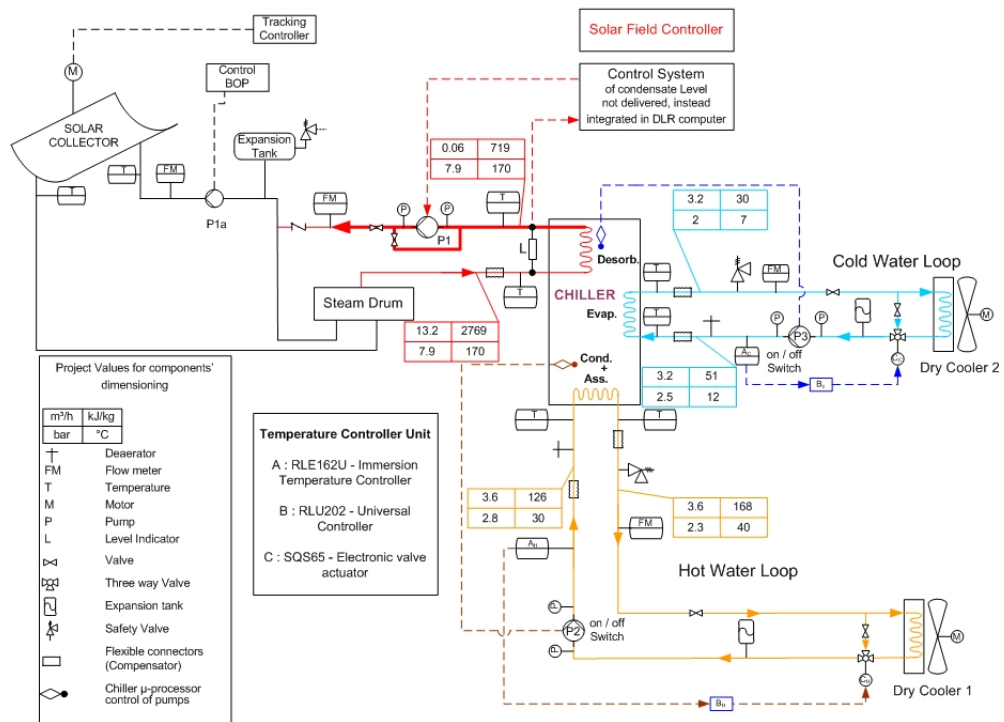 Tracking
Controller
Solar Field Controller
M
Control
BOP
Control System
of condensate Level
not delivered, instead
integrated in DLR computer
SOLAR
COLLECTOR
Expansion
Tank
0.06 719
7.9 170
T
FM
T
P1a
FM
P
P
P1
T
L
Desorb.
3.2 30
2 7
Cold Water Loop
T
FM
CHILLER
Evap.
T
T
Steam Drum
13.2 2769
7.9 170
P
P3
P
on / off
Switch
M
Dry Cooler 2
Cond.
+
Ass.
3.2 51
2.5 12
Project Values for components'
dimensioning
m³/h kJ/kg
bar °C
Deaerator
FM Flow meter
T Temperature
M Motor
P Pump
L Level Indicator
Valve
Three way Valve
Expansion tank
Safety Valve
Flexible connectors
(Compensator)
Chiller µ-processor
control of pumps
Temperature Controller Unit
A : RLE162U - Immersion
Temperature Controller
B : RLU202 - Universal
Controller
C : SQS65 - Electronic valve
actuator
T
T
3.6 126
2.8 30
3.6 168
2.3 40
FM
Hot Water Loop
P
P2
P
on / off
Switch
M
Dry Cooler 1